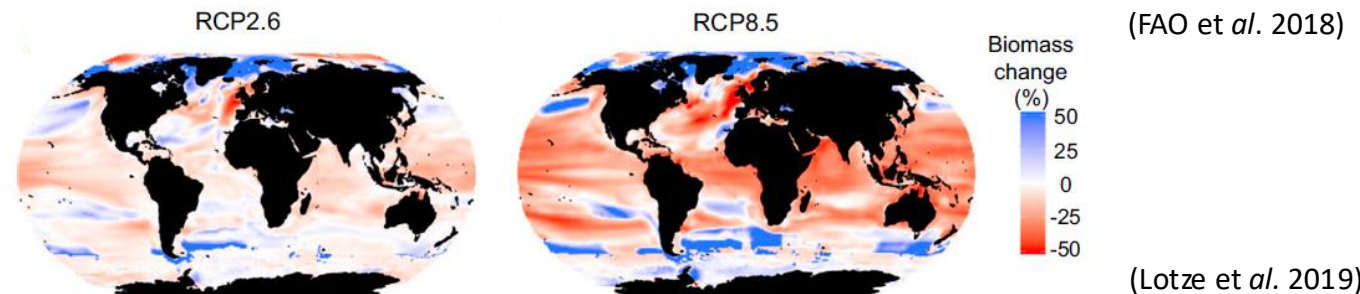 RCP2.6
RCP8.5
(FAO et al. 2018)
Biomass
change
(%)
50
25
0
-25
-50
(Lotze et al. 2019)